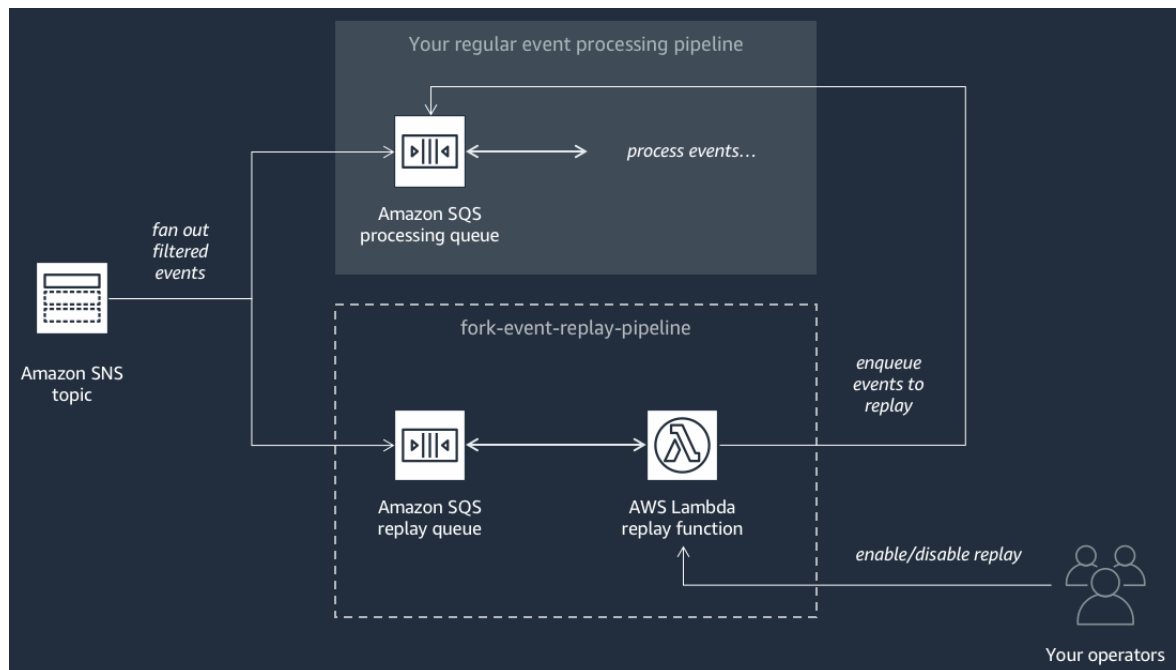 Your regular event processing pipeline
process events...
Amazon SQS
processing queue
fan out
filtered
events
Amazon SNS
topic
fork-event-replay-pipeline
enqueue
events to
replay
Amazon SQS
replay queue
AWS Lambda
replay function
enable/disable replay
Your operators